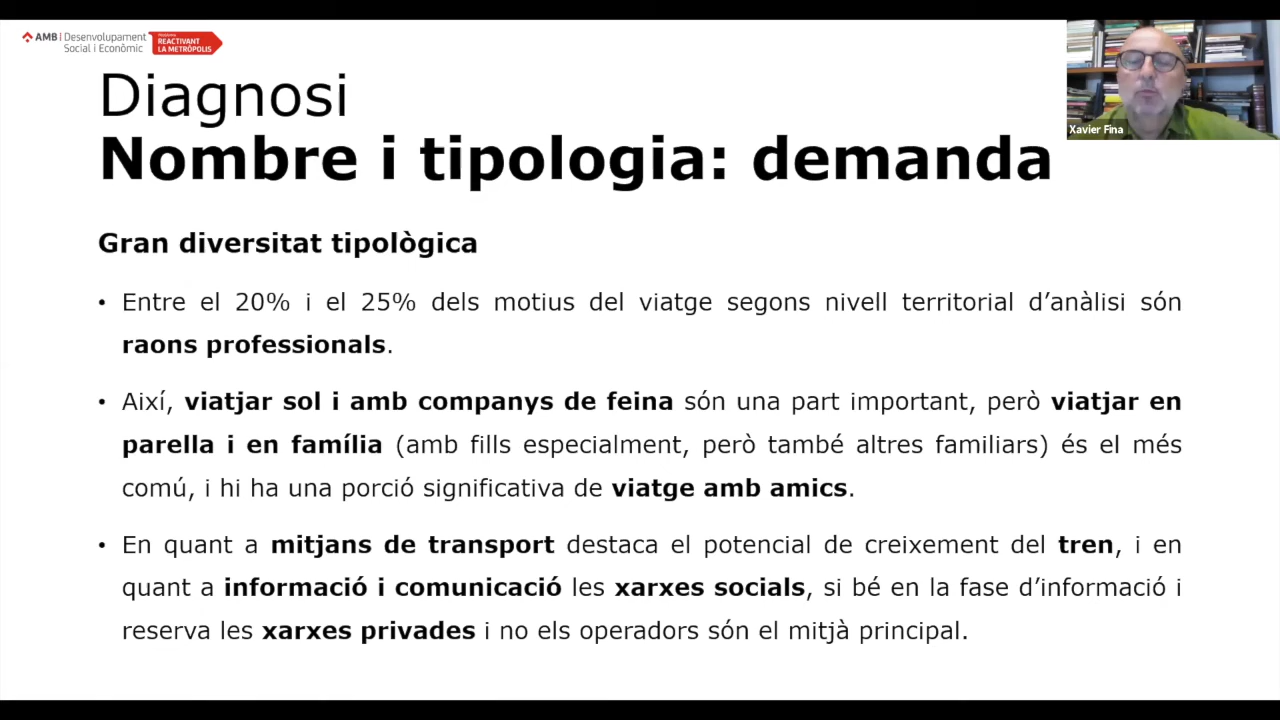 AMB Desenvolupament
Social i Econòmic
REACTIVANT
LA METRÒPOLIS
Xavier Fina
Diagnosi
Nombre i tipologia: demanda
Gran diversitat tipològica
• Entre el 20% i el 25% dels motius del viatge segons nivell territorial d’anàlisi són
raons professionals.
• Així, viatjar sol i amb companys de feina són una part important, però viatjar en
parella i en família (amb fills especialment, però també altres familiars) és el més
comú, i hi ha una porció significativa de viatge amb amics.
• En quant a mitjans de transport destaca el potencial de creixement del tren, i en
quant a informació i comunicació les xarxes socials, si bé en la fase d’informació i
reserva les xarxes privades i no els operadors són el mitjà principal.